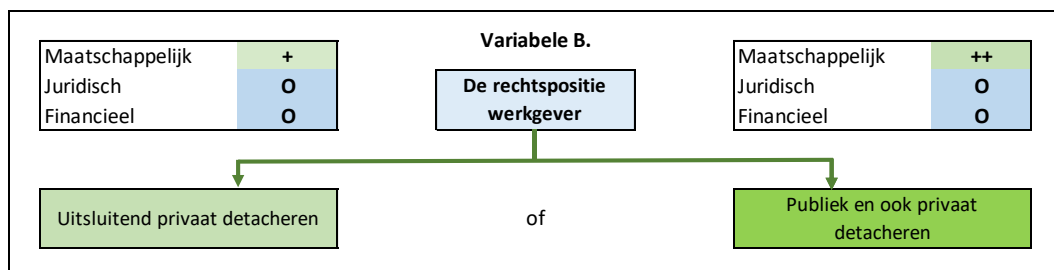 Variabele B.
Maatschappelijk +
Juridisch O
Financieel O
De rechtspositie
werkgever
Maatschappelijk ++
Juridisch O
Financieel O
Uitsluitend privaat detacheren
of
Publiek en ook privaat
detacheren